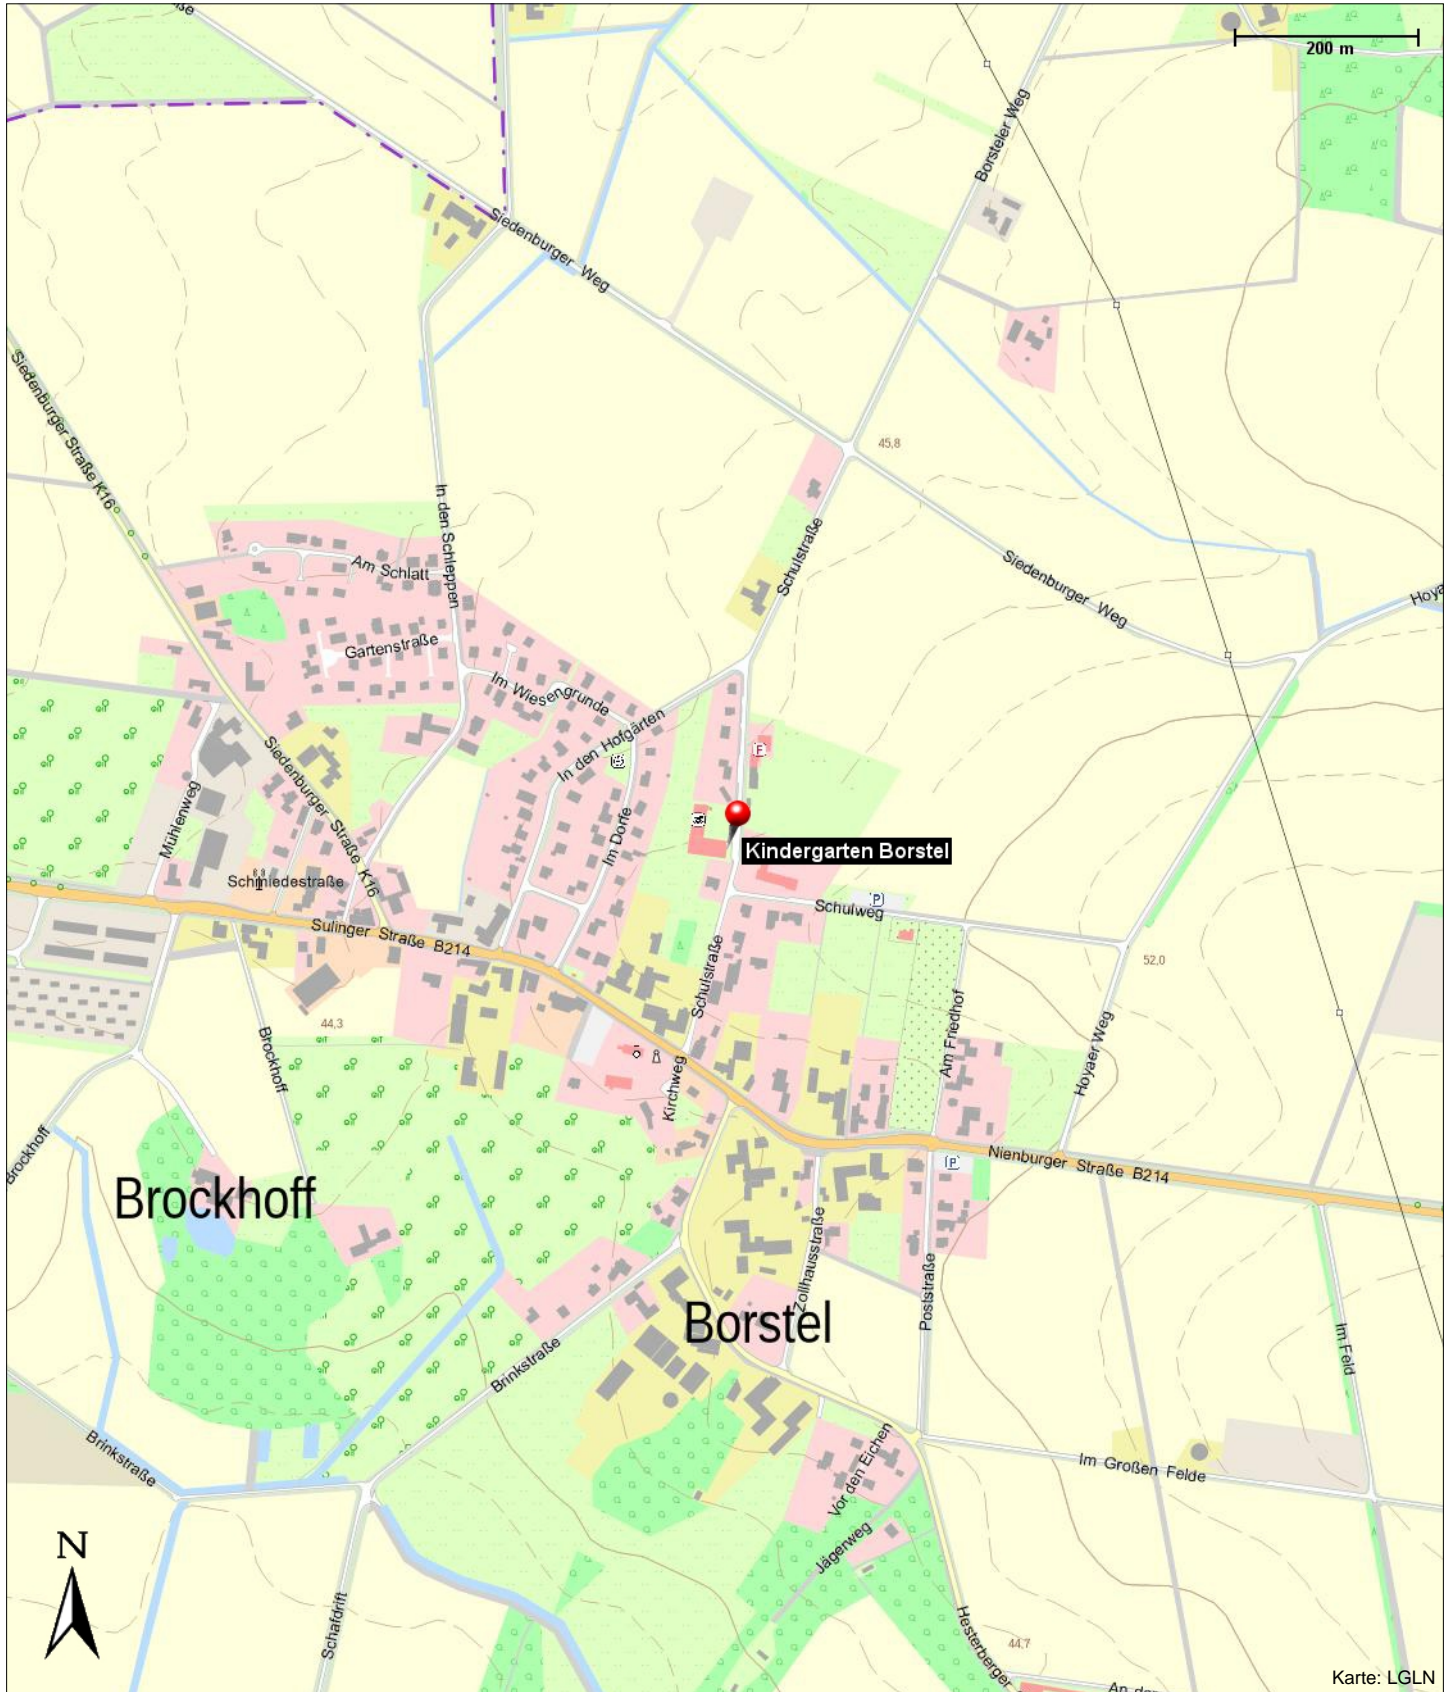 ße
200 m
Borsteler Weg
Siedenburger Weg
Siedenburger Straße K16
45,8
In den Schleppen
Schulstraße
Am Schlatt
Siedenburger Weg
Hoya
Gartenstraße
Im Wiesengrunde
In den Hofgärten
F
Siedenburger Straße K16
Mühlenweg
Im Dorfe
Kindergarten Borstel
Schmiedestraße
P
Schulweg
Sulinger Straße B214
Schulstraße
52,0
44,3
Am Friedhof
Brockhoff
Hoyaer Weg
Kirchweg
Brockhoff
Nienburger Straße B214
P
Brockhoff
Zollhausstraße
Poststraße
Borstel
Im Feld
Brinkstraße
Brinkstraße
Vor den Eichen
Im Großen Felde
Jägerweg
N
Schafdrift
Hesterberger
44,7
Karte: LGLN